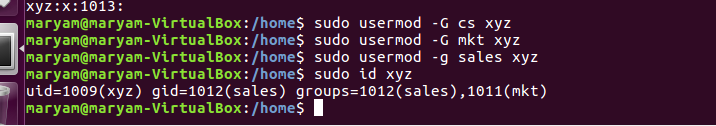 xyz:x:1013:
maryam@maryam-VirtualBox:/home$ sudo usermod -G cs xyz
maryam@maryam-VirtualBox:/home$ sudo usermod -G mkt xyz
maryam@maryam-VirtualBox:/home$ sudo usermod -g sales xyz
maryam@maryam-VirtualBox:/home$ sudo id xyz
uid=1009(xyz) gid=1012(sales) groups=1012(sales),1011(mkt)
maryam@maryam-VirtualBox:/home$